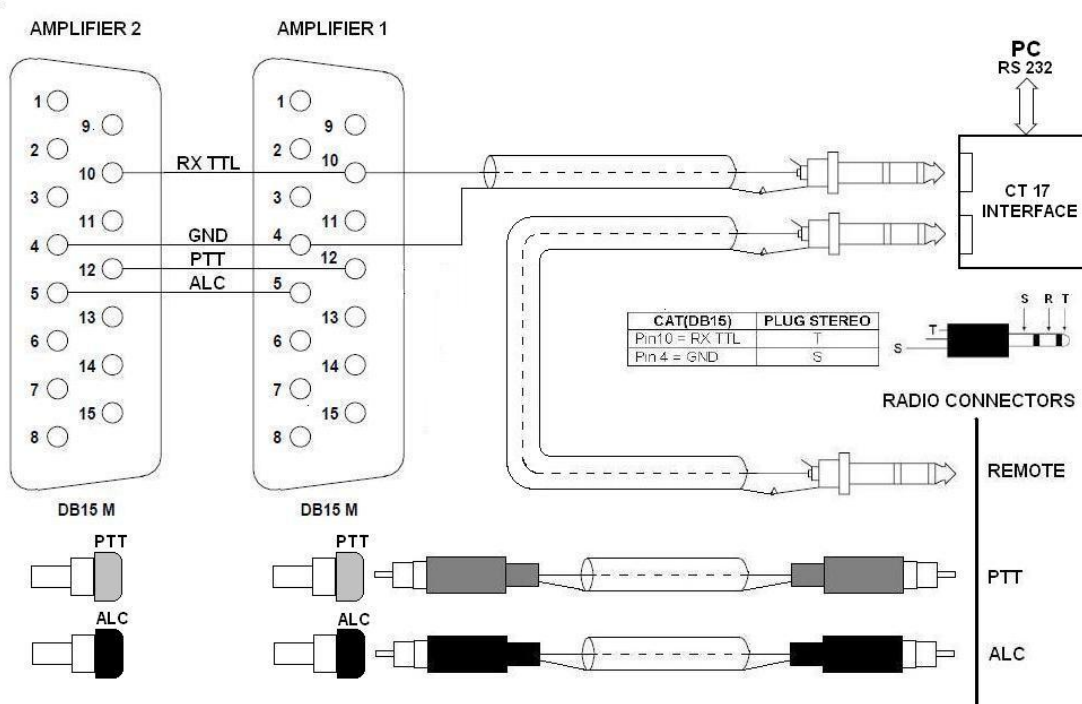 AMPLIFIER 2
AMPLIFIER 1
PC
RS 232
1
9
2
10
3
11
4
12
5
13
6
14
7
15
8
1
9
2
10
3
11
4
12
5
13
6
14
7
15
8
RX TTL
GND
PTT
ALC
CT 17
INTERFACE
CAT(DB15) PLUG STEREO
Pin10 = RX TTL T
Pin 4 = GND S
S R T
T
S
RADIO CONNECTORS
REMOTE
DB15 M
DB15 M
PTT
PTT
PTT
ALC
ALC
ALC